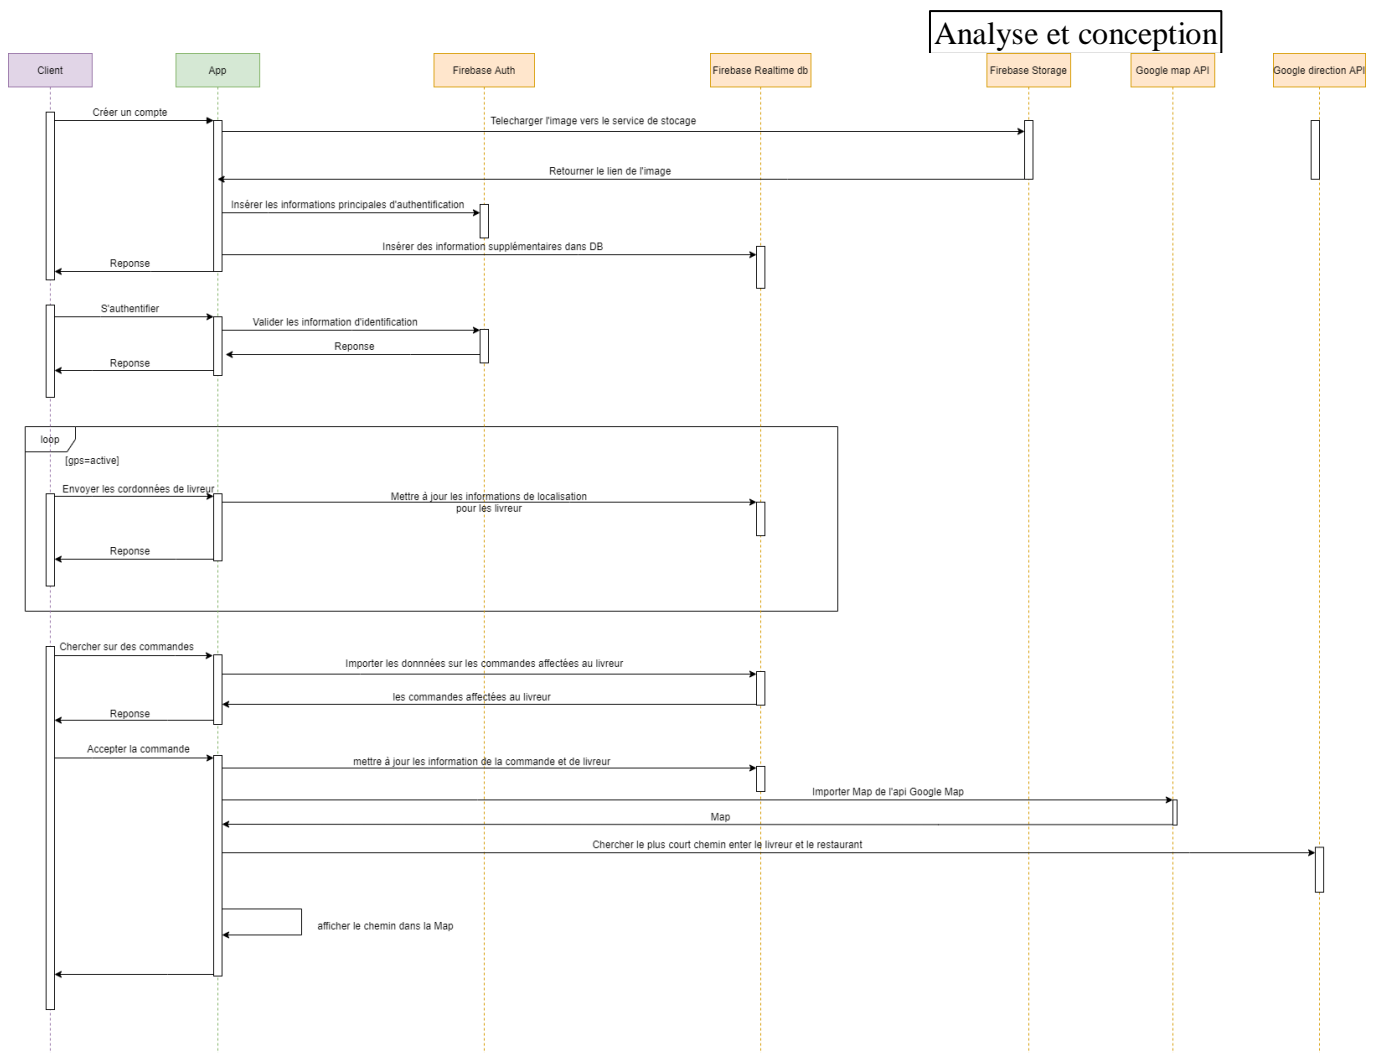 Analyse et conception
Client
App
Firebase Auth
Firebase Realtime db
Firebase Storage
Google map API
Google direction API
Créer un compte
Telecharger l'image vers le service de stocage
Retourner le lien de l'image
Insérer les informations principales d'authentification
Insérer des information supplémentaires dans DB
Reponse
S'authentifier
Valider les information d'identification
Reponse
Reponse
loop
[gps=active]
Envoyer les cordonnées de livreur
Mettre à jour les informations de localisation
pour les livreur
Reponse
Chercher sur des commandes
Importer les donnnées sur les commandes affectées au livreur
les commandes affectées au livreur
Reponse
Accepter la commande
mettre à jour les information de la commande et de livreur
Importer Map de l'api Google Map
Map
Chercher le plus court chemin enter le livreur et le restaurant
afficher le chemin dans la Map